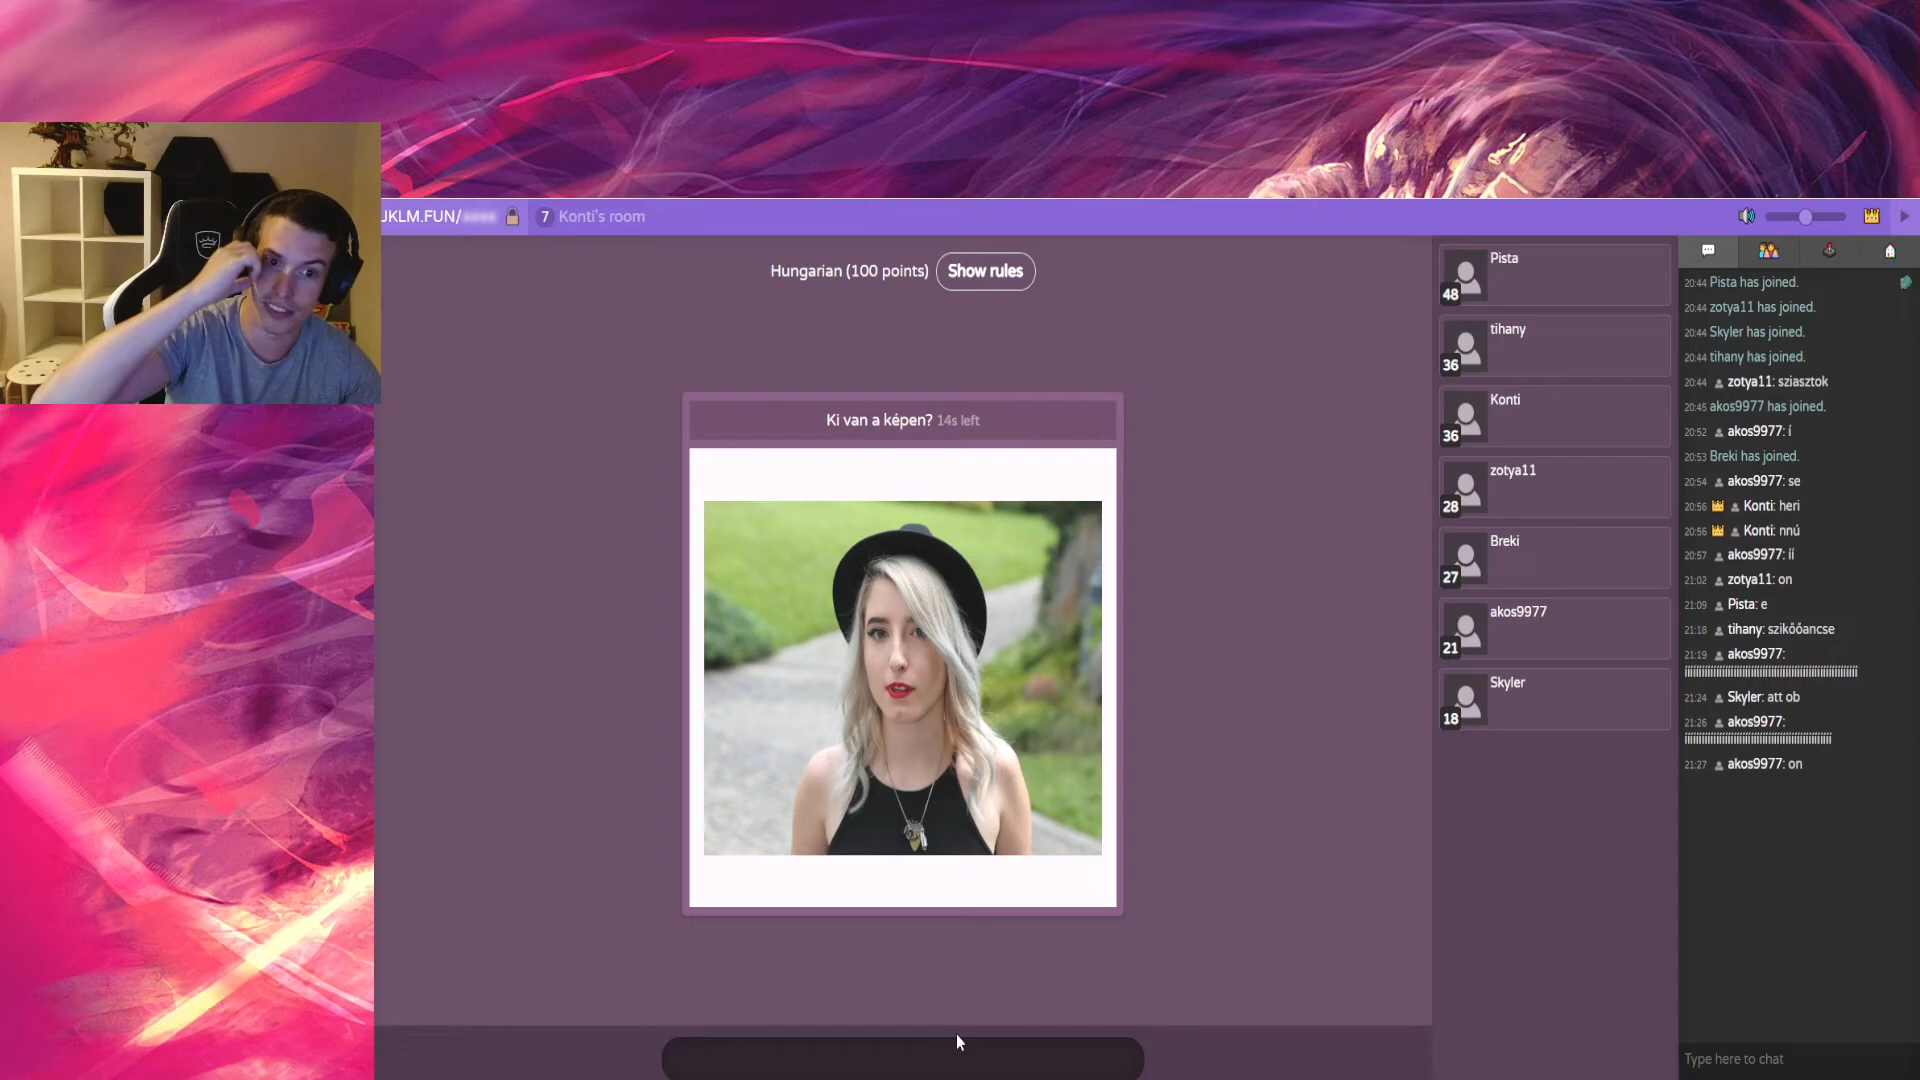 JKLM.FUN/
7 Konti's room
Hungarian (100 points) Show rules
Ki van a képen? 14s left
Pista
48
tihany
36
Konti
36
zotya11
28
Breki
27
akos9977
21
Skyler
18
20:44 Pista has joined.
20:44 zotya11 has joined.
20:44 Skyler has joined.
20:44 tihany has joined.
20:44 zotya11: sziasztok
20:45 akos9977 has joined.
20:52 akos9977: í
20:53 Breki has joined.
20:54 akos9977: se
20:56 Konti: heri
20:56 Konti: nnú
20:57 akos9977: íí
21:02 zotya11: on
21:09 Pista: e
21:18 tihany: szikőőancse
21:19 akos9977:
21:24 Skyler: att ob
21:26 akos9977:
21:27 akos9977: on
Type here to chat